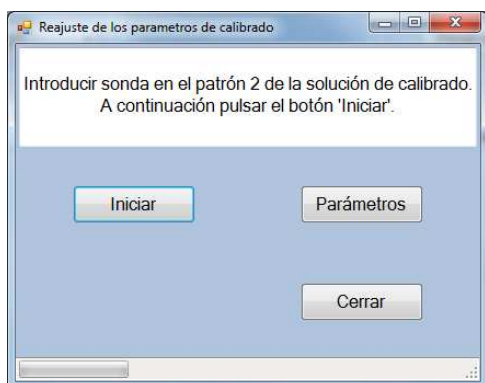 Reajuste de los parametros de calibrado
Introducir sonda en el patrón 2 de la solución de calibrado.
A continuación pulsar el botón 'Iniciar'.
Iniciar
Parámetros
Cerrar